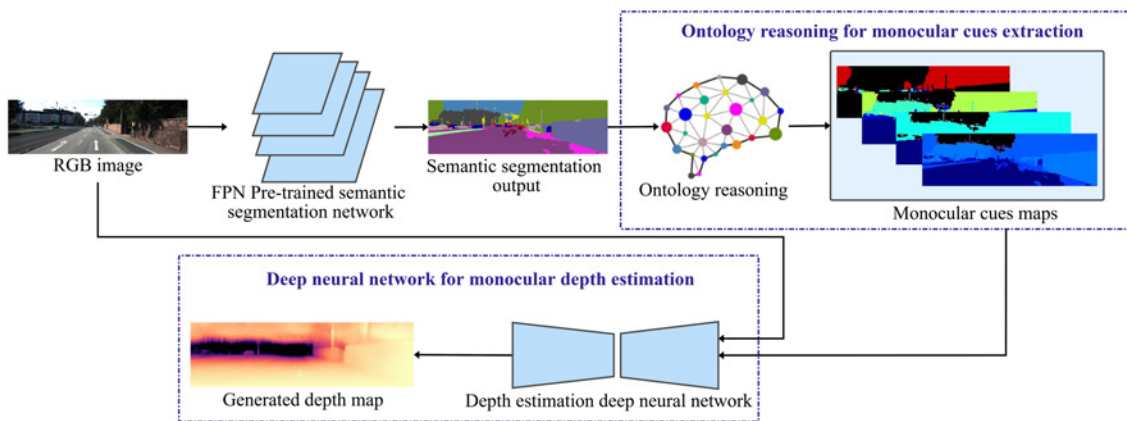 Ontology reasoning for monocular cues extraction
RGB image
FPN Pre-trained semantic
segmentation network
Semantic segmentation
output
Ontology reasoning
Monocular cues maps
Deep neural network for monocular depth estimation
Generated depth map
Depth estimation deep neural network